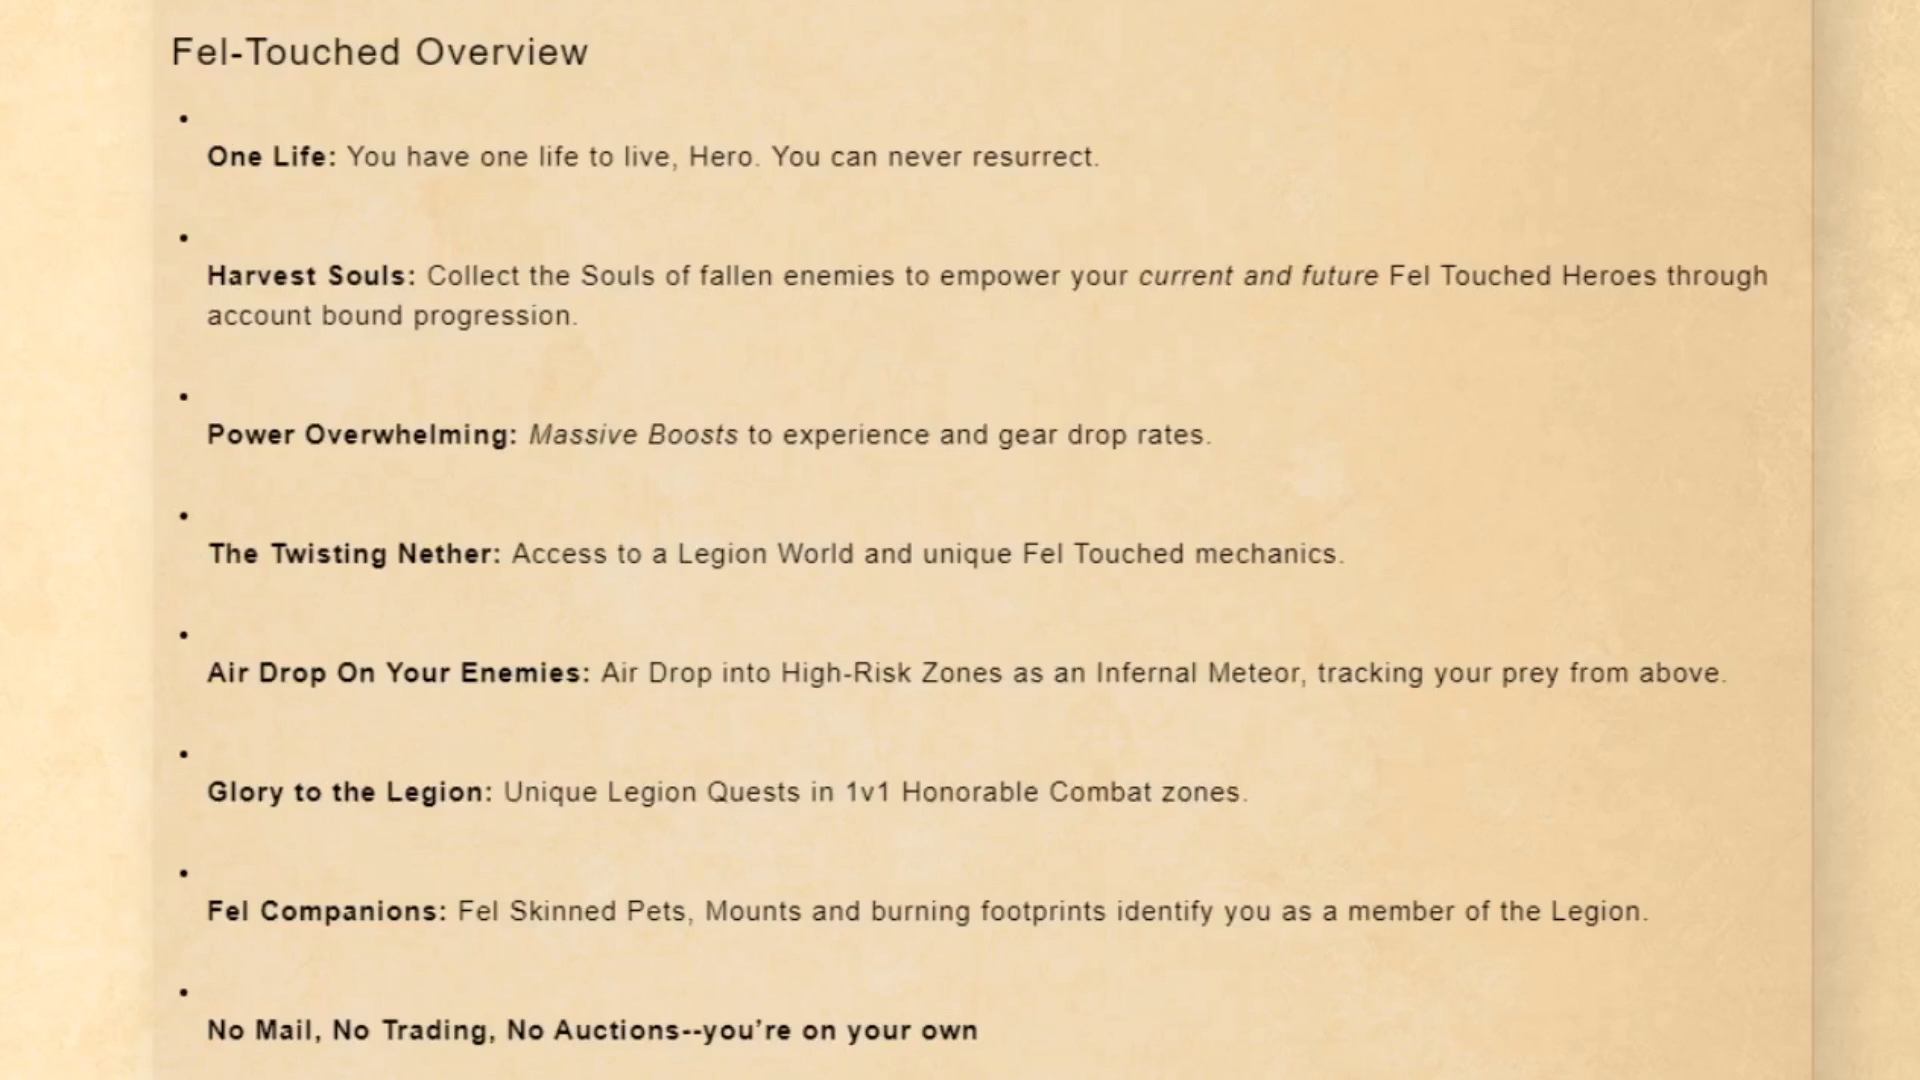 Fel-Touched Overview
One Life: You have one life to live, Hero. You can never resurrect.
Harvest Souls: Collect the Souls of fallen enemies to empower your current and future Fel Touched Heroes through
account bound progression.
Power Overwhelming: Massive Boosts to experience and gear drop rates.
The Twisting Nether: Access to a Legion World and unique Fel Touched mechanics.
Air Drop On Your Enemies: Air Drop into High-Risk Zones as an Infernal Meteor, tracking your prey from above.
Glory to the Legion: Unique Legion Quests in 1v1 Honorable Combat zones.
Fel Companions: Fel Skinned Pets, Mounts and burning footprints identify you as a member of the Legion.
No Mail, No Trading, No Auctions--you’re on your own